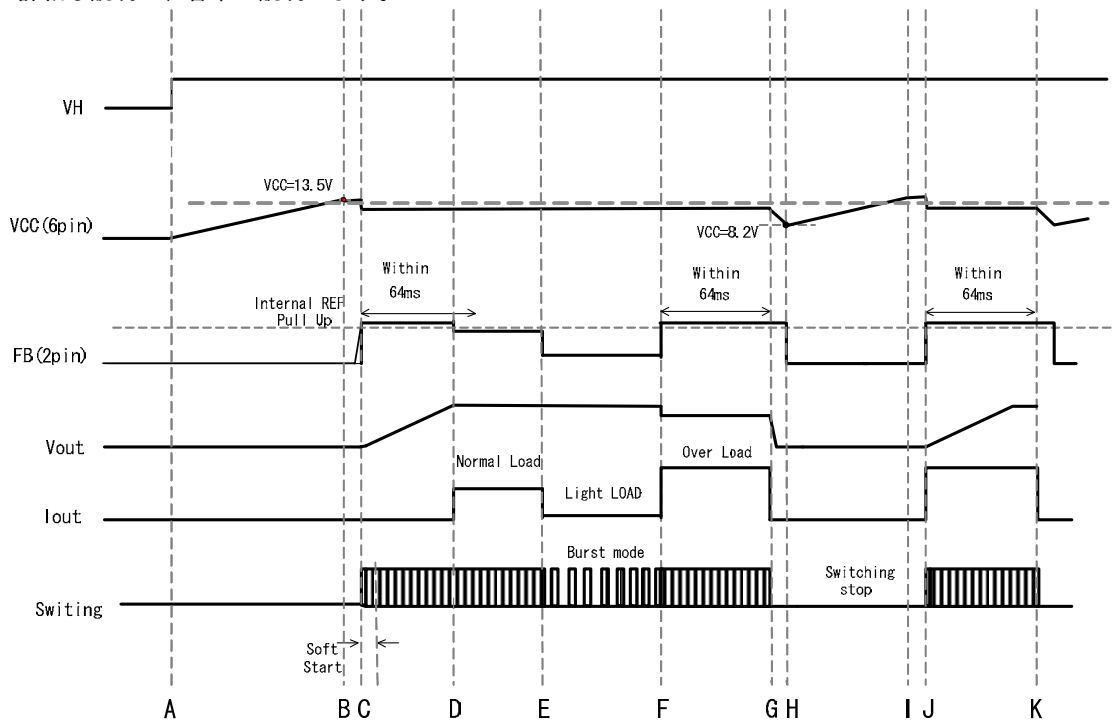 VH
VCC=13.5V
VCC(6pin)
VCC=8.2V
Within
64ms
Within
64ms
Within
64ms
Internal REF
Pull Up
FB(2pin)
Vout
Normal Load
Over Load
Light LOAD
Iout
Burst mode
Switching
stop
Switing
Soft
Start
A B C D E F G H I J K